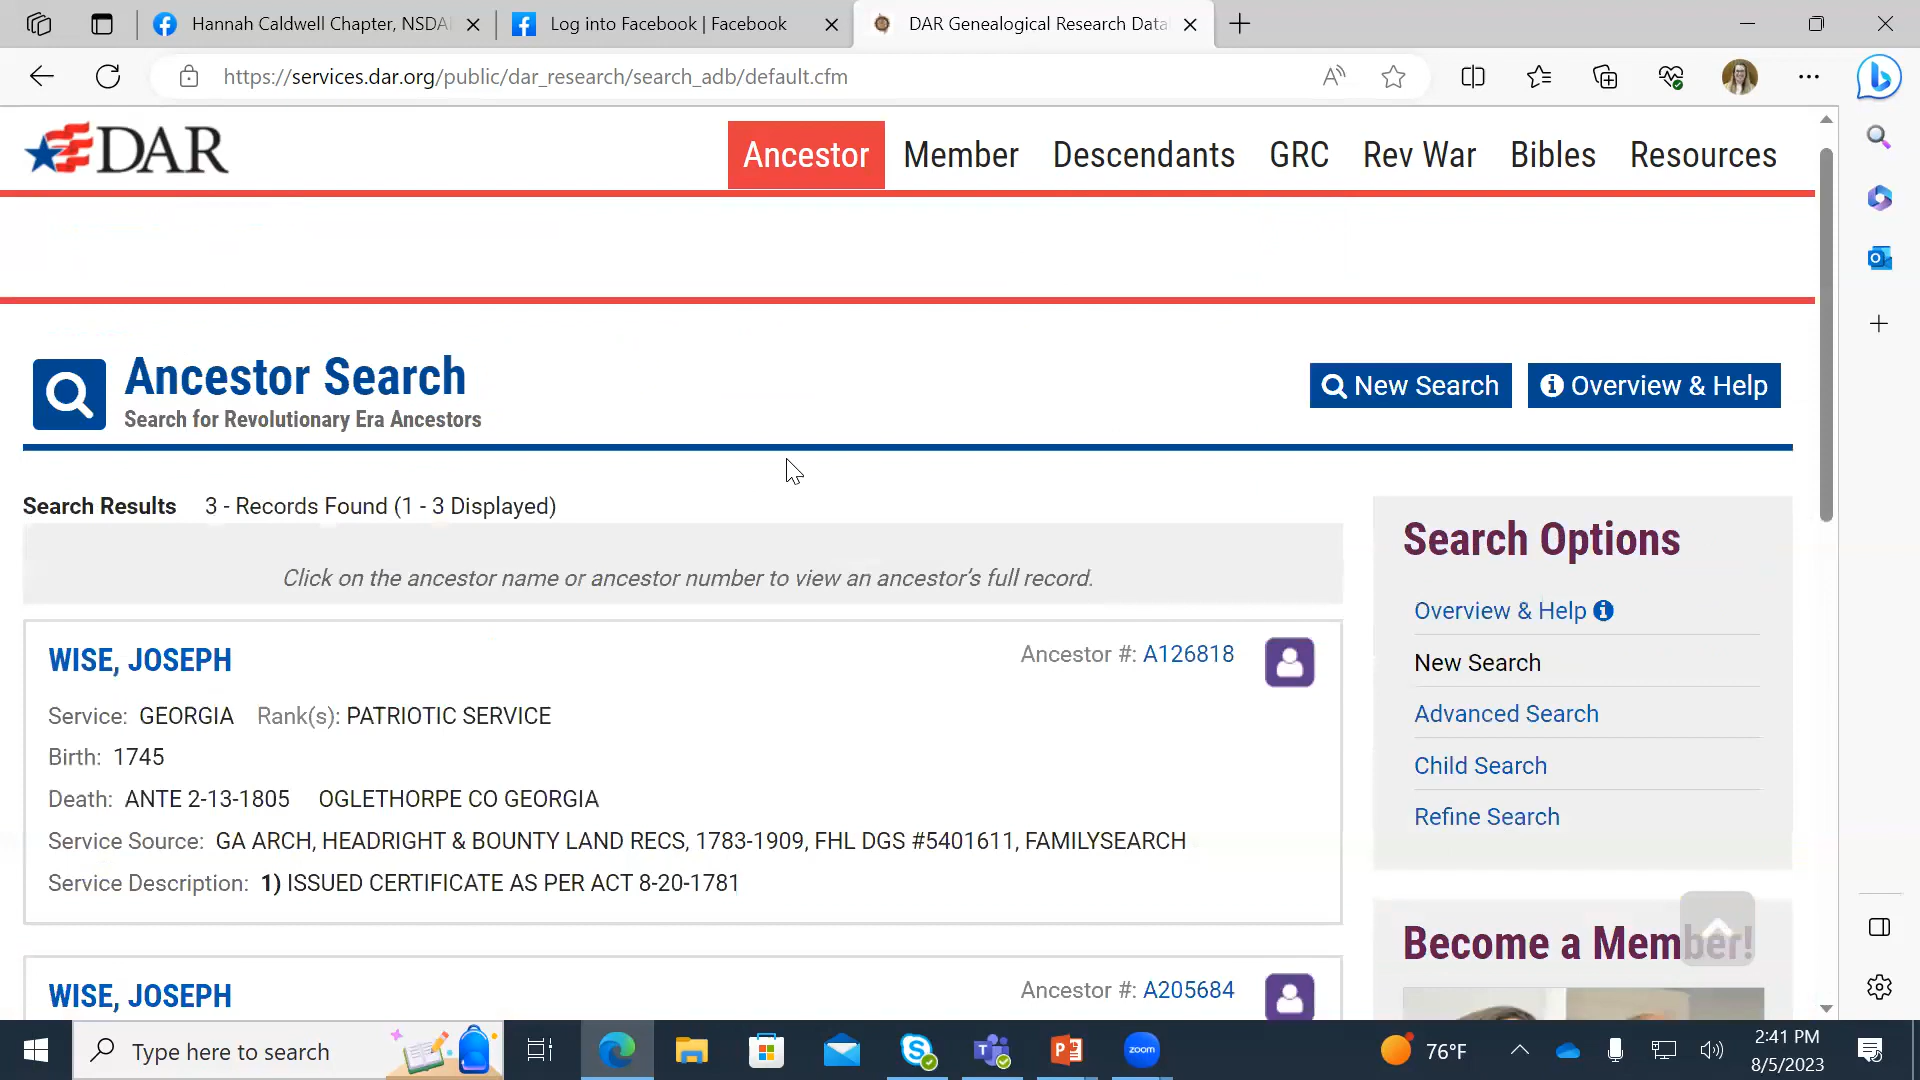 Hannah Caldwell Chapter, NSDA
Log into Facebook | Facebook
DAR Genealogical Research Data
https://services.dar.org/public/dar_research/search_adb/default.cfm
DAR
Ancestor
Member
Descendants
GRC
Rev War
Bibles
Resources
Ancestor Search
Search for Revolutionary Era Ancestors
New Search
Overview & Help
Search Results 3 - Records Found (1 - 3 Displayed)
Click on the ancestor name or ancestor number to view an ancestor's full record.
WISE, JOSEPH
Ancestor #: A126818
Service: GEORGIA Rank(s): PATRIOTIC SERVICE
Birth: 1745
Death: ANTE 2-13-1805 OGLETHORPE CO GEORGIA
Service Source: GA ARCH, HEADRIGHT & BOUNTY LAND RECS, 1783-1909, FHL DGS #5401611, FAMILYSEARCH
Service Description: 1) ISSUED CERTIFICATE AS PER ACT 8-20-1781
WISE, JOSEPH
Ancestor #: A205684
Search Options
Overview & Help
New Search
Advanced Search
Child Search
Refine Search
Become a Member!
Type here to search
zoom
76°F
2:41 PM
8/5/2023